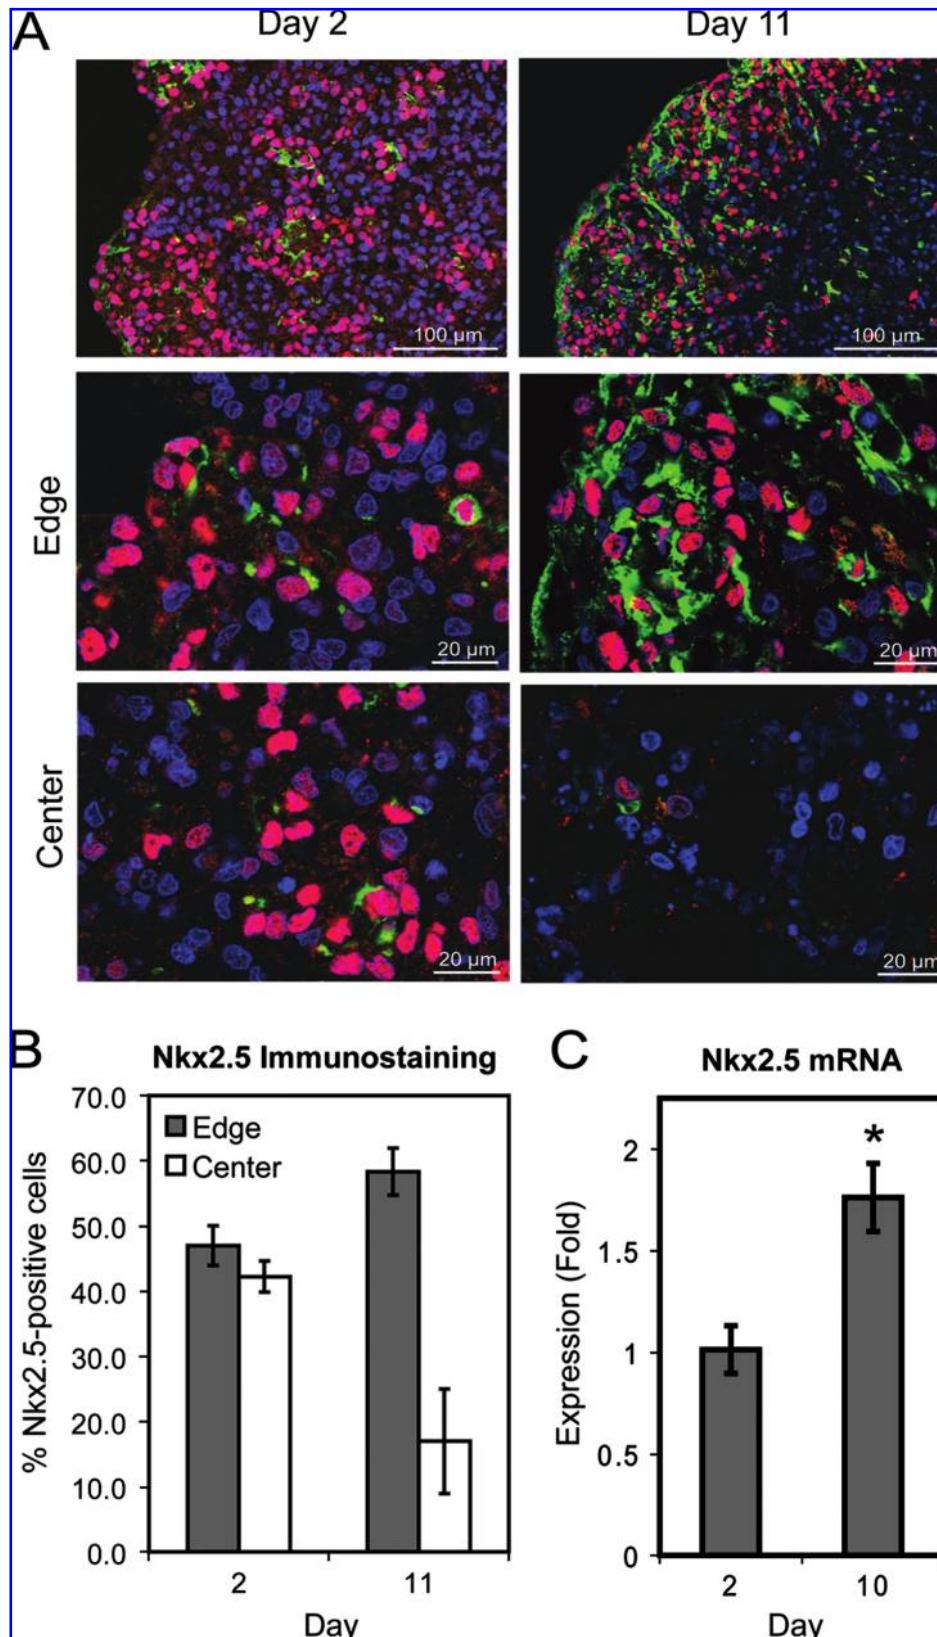 A
Day 2
Day 11
100 µm
100 µm
Edge
20 µm
20 µm
Center
20 µm
20 µm
B
Nkx2.5 Immunostaining
% Nkx2.5-positive cells
70.0
60.0
50.0
40.0
30.0
20.0
10.0
0.0
Edge
Center
2
11
Day
C
Nkx2.5 mRNA
Expression (Fold)
2
1.5
1
0.5
0
*
2
10
Day